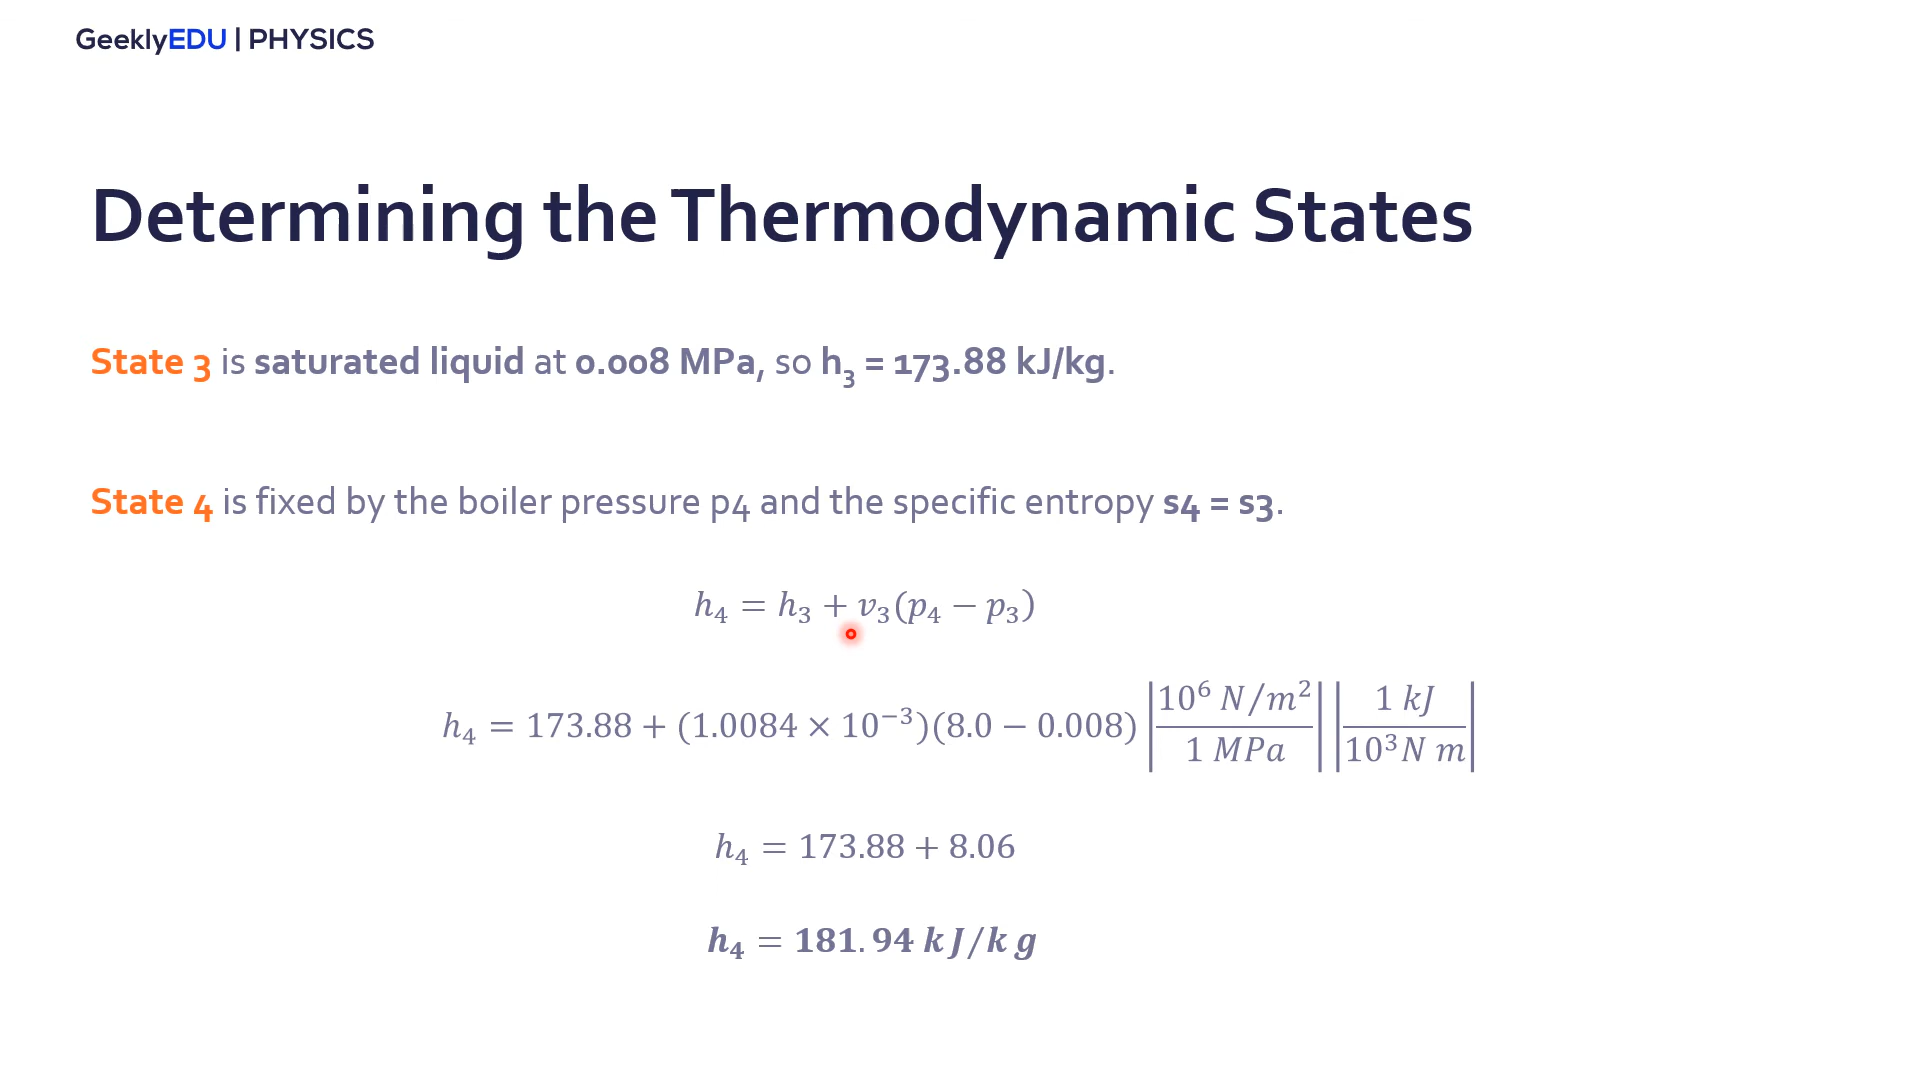 GeeklyEDU | PHYSICS
Determining the Thermodynamic States
State 3 is saturated liquid at 0.008 MPa, so h₃ = 173.88 kJ/kg.
State 4 is fixed by the boiler pressure p4 and the specific entropy s4 = s3.
h₄ = h₃ + v₃(p₄ − p₃)
h₄ = 173.88 + (1.0084 × 10⁻³)(8.0 − 0.008) |10⁶ N/m² / 1 MPa| |1 kJ / 10³ N m|
h₄ = 173.88 + 8.06
h₄ = 181.94 kJ/kg